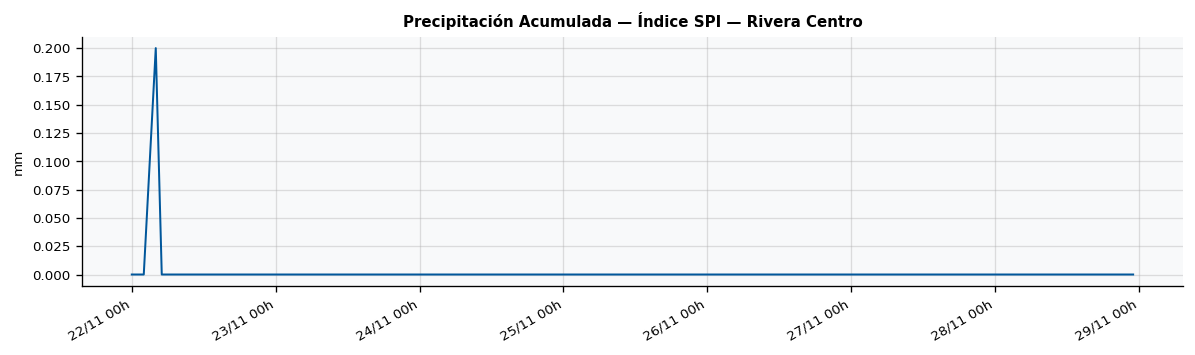 Precipitación Acumulada — Índice SPI — Rivera Centro
0.200
0.175
0.150
0.125
0.100
0.075
0.050
0.025
0.000
mm
22/11 00h
23/11 00h
24/11 00h
25/11 00h
26/11 00h
27/11 00h
28/11 00h
29/11 00h